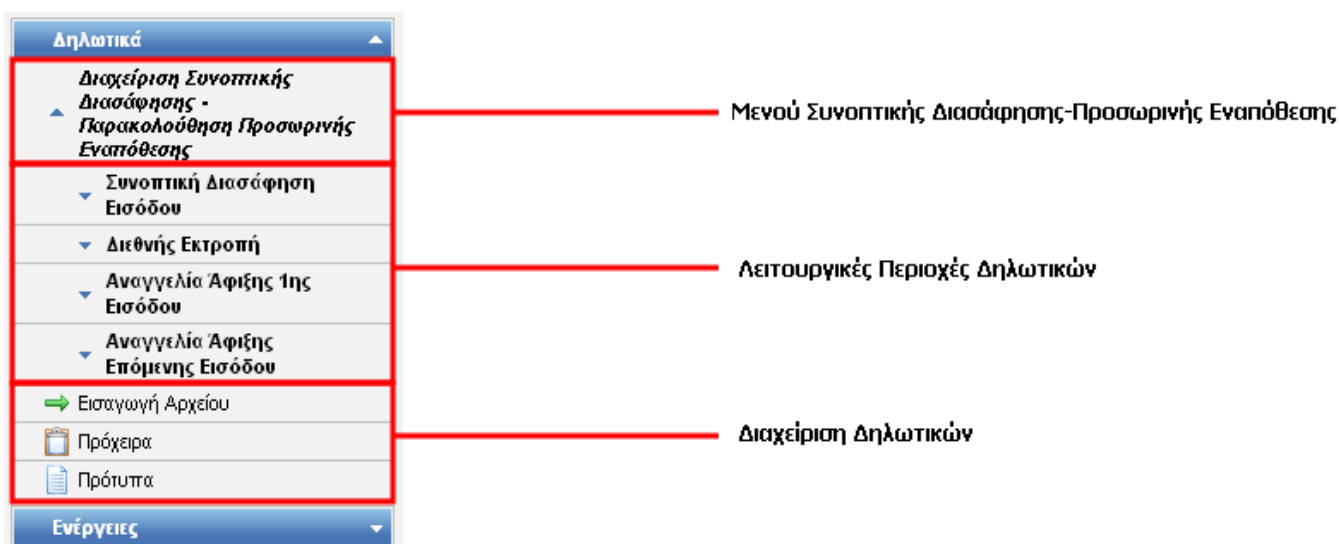 Δηλωτικά
Διαχείριση Συνοπτικής
Διασάφησης -
Παρακολούθηση Προσωρινής
Εναπόθεσης
Μενού Συνοπτικής Διασάφησης-Προσωρινής Εναπόθεσης
Συνοπτική Διασάφηση
Εισόδου
Διεθνής Εκτροπή
Αναγγελία Άφιξης 1ης
Εισόδου
Αναγγελία Άφιξης
Επόμενης Εισόδου
Λειτουργικές Περιοχές Δηλωτικών
Εισαγωγή Αρχείου
Πρόχειρα
Πρότυπα
Διαχείριση Δηλωτικών
Ενέργειες